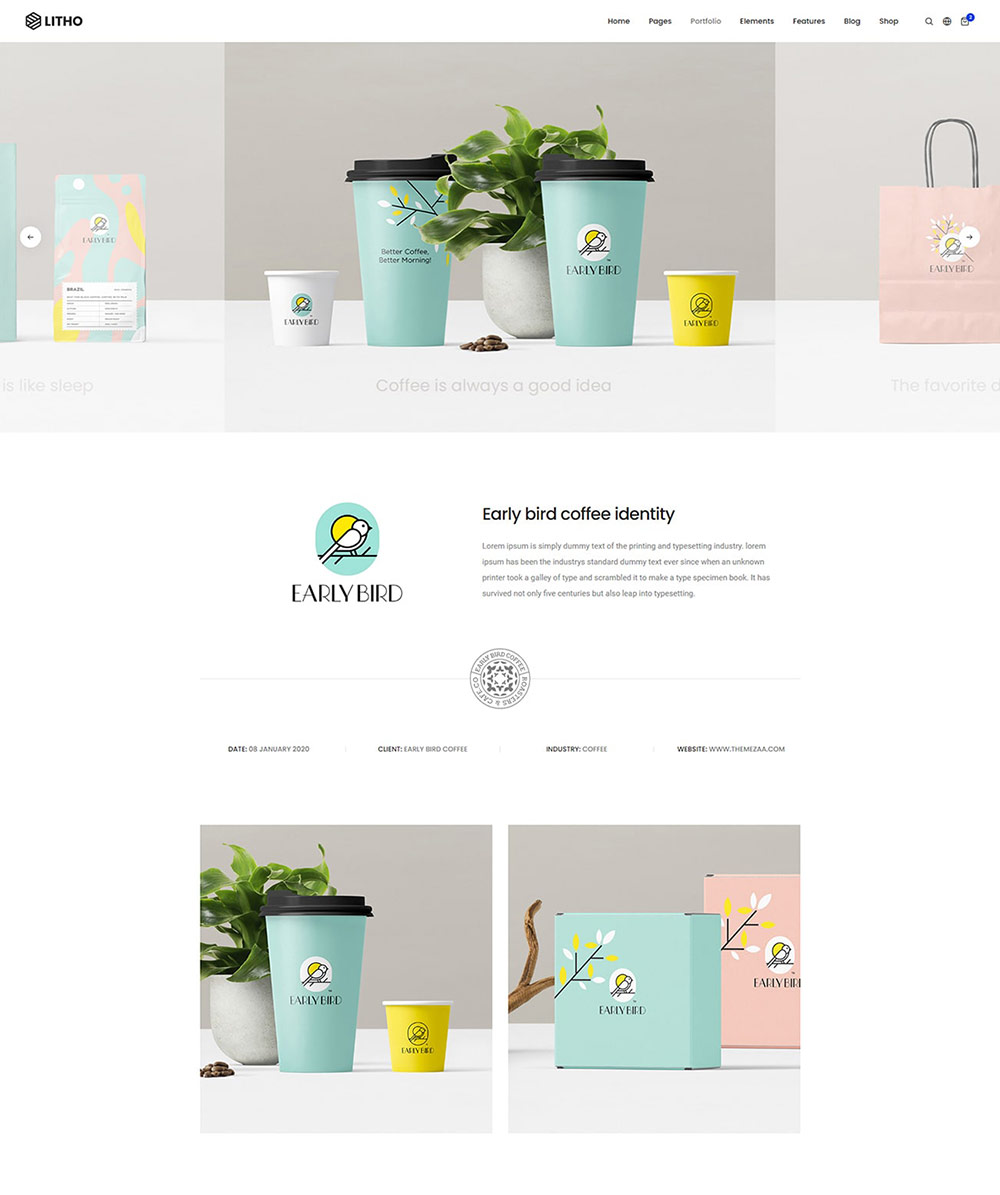 LITHO
Home Pages Portfolio Elements Features Blog Shop
EARLY BIRD
BRAZIL
Better Coffee,
Better Morning!
EARLY BIRD
EARLY BIRD
EARLY BIRD
EARLY BIRD
is like sleep
Coffee is always a good idea
The favorite d
EARLY BIRD
Early bird coffee identity
Lorem ipsum is simply dummy text of the printing and typesetting industry. lorem
ipsum has been the industrys standard dummy text ever since when an unknown
printer took a galley of type and scrambled it to make a type specimen book. It has
survived not only five centuries but also leap into typesetting.
EARLY BIRD COFFEE
ROASTERS & CAFE CO
DATE: 08 JANUARY 2020
CLIENT: EARLY BIRD COFFEE
INDUSTRY: COFFEE
WEBSITE: WWW.THEMEZAA.COM
EARLY BIRD
EARLY BIRD
EARLY BIRD
EARLY BIRD